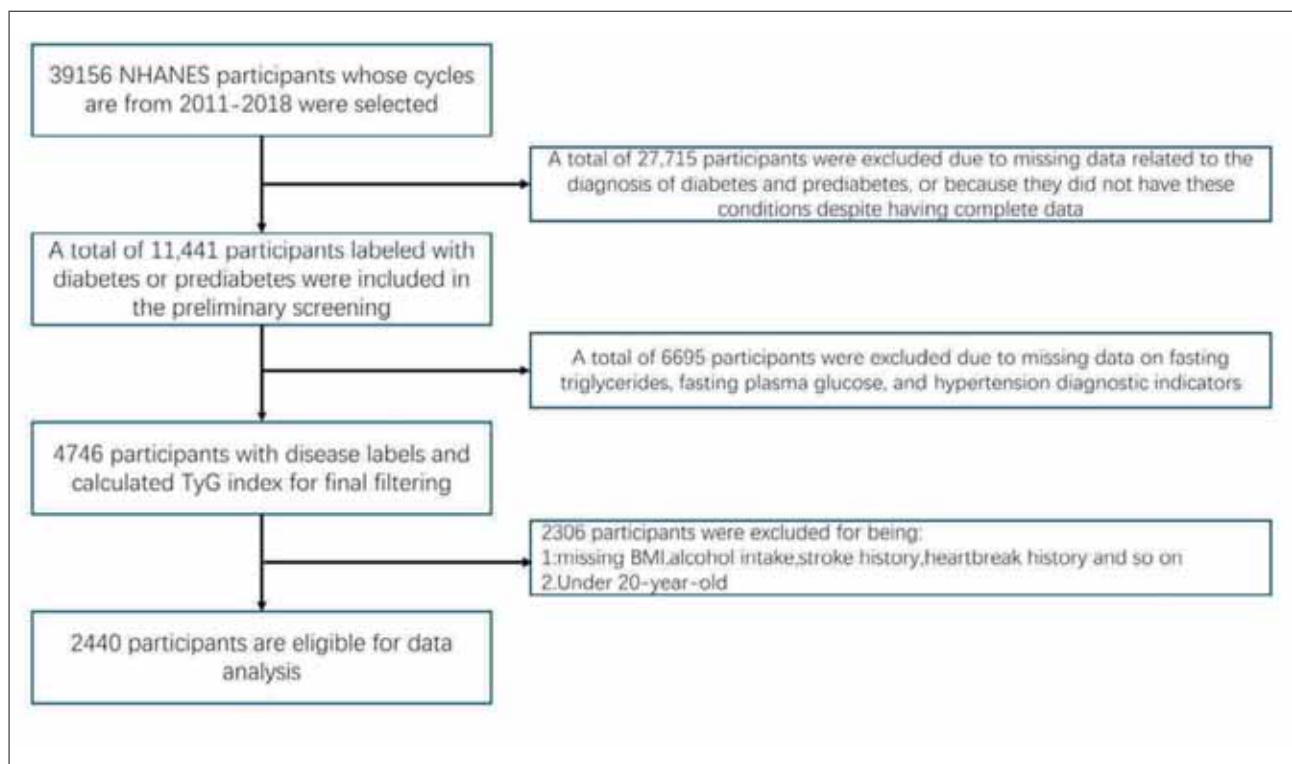 39156 NHANES participants whose cycles
are from 2011-2018 were selected
A total of 27,715 participants were excluded due to missing data related to the
diagnosis of diabetes and prediabetes, or because they did not have these
conditions despite having complete data
A total of 11,441 participants labeled with
diabetes or prediabetes were included in
the preliminary screening
A total of 6695 participants were excluded due to missing data on fasting
triglycerides, fasting plasma glucose, and hypertension diagnostic indicators
4746 participants with disease labels and
calculated TyG index for final filtering
2306 participants were excluded for being:
1:missing BMI,alcohol intake,stroke history,heartbreak history and so on
2.Under 20-year-old
2440 participants are eligible for data
analysis